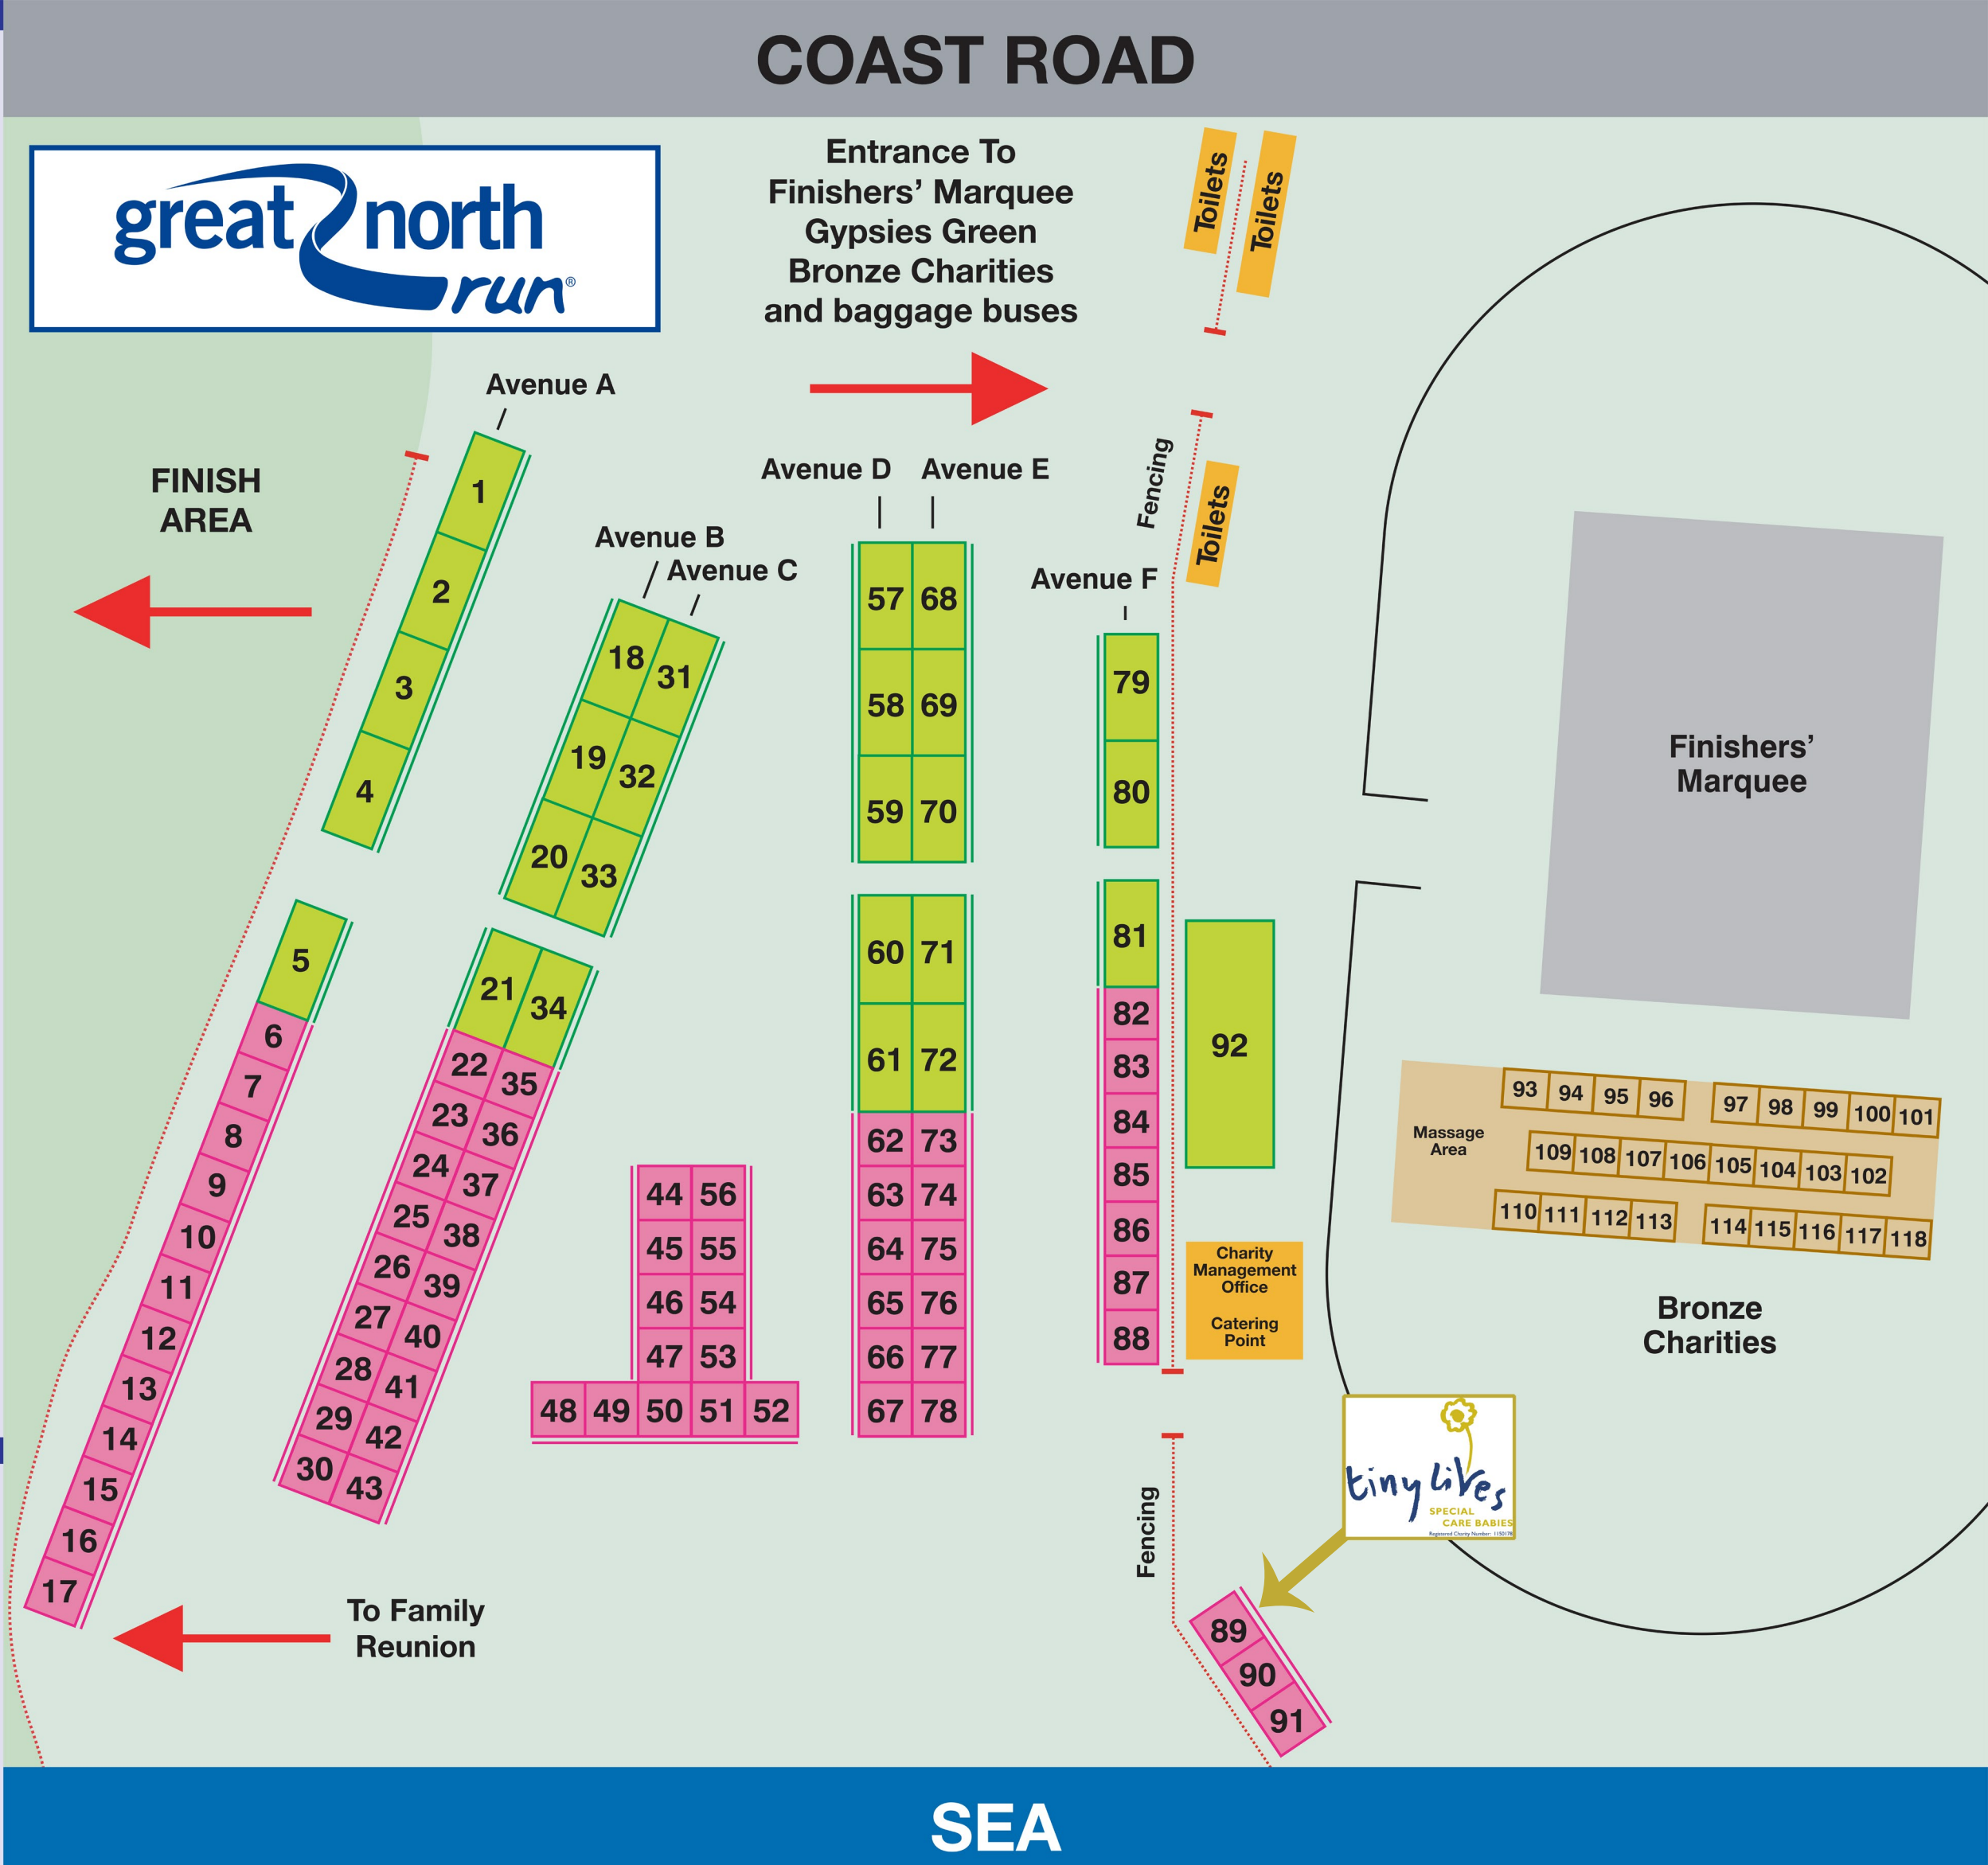 COAST ROAD
great north
run®
Entrance To
Finishers’ Marquee
Gypsies Green
Bronze Charities
and baggage buses
Toilets
Toilets
Avenue A
FINISH
AREA
Avenue D
Avenue E
Fencing
Toilets
Avenue B
Avenue C
Avenue F
1
2
3
4
5
6
7
8
9
10
11
12
13
14
15
16
17
18 31
19 32
20 33
21 34
22 35
23 36
24 37
25 38
26 39
27 40
28 41
29 42
30 43
44 56
45 55
46 54
47 53
48 49 50 51 52
57 68
58 69
59 70
60 71
61 72
62 73
63 74
64 75
65 76
66 77
67 78
79
80
81
82
83
84
85
86
87
88
92
Finishers’
Marquee
Massage
Area
93 94 95 96 97 98 99 100 101
109 108 107 106 105 104 103 102
110 111 112 113 114 115 116 117 118
Charity
Management
Office
Catering
Point
Bronze
Charities
tiny lives
SPECIAL
CARE BABIES
Registered Charity Number: 1150178
Fencing
89
90
91
To Family
Reunion
SEA